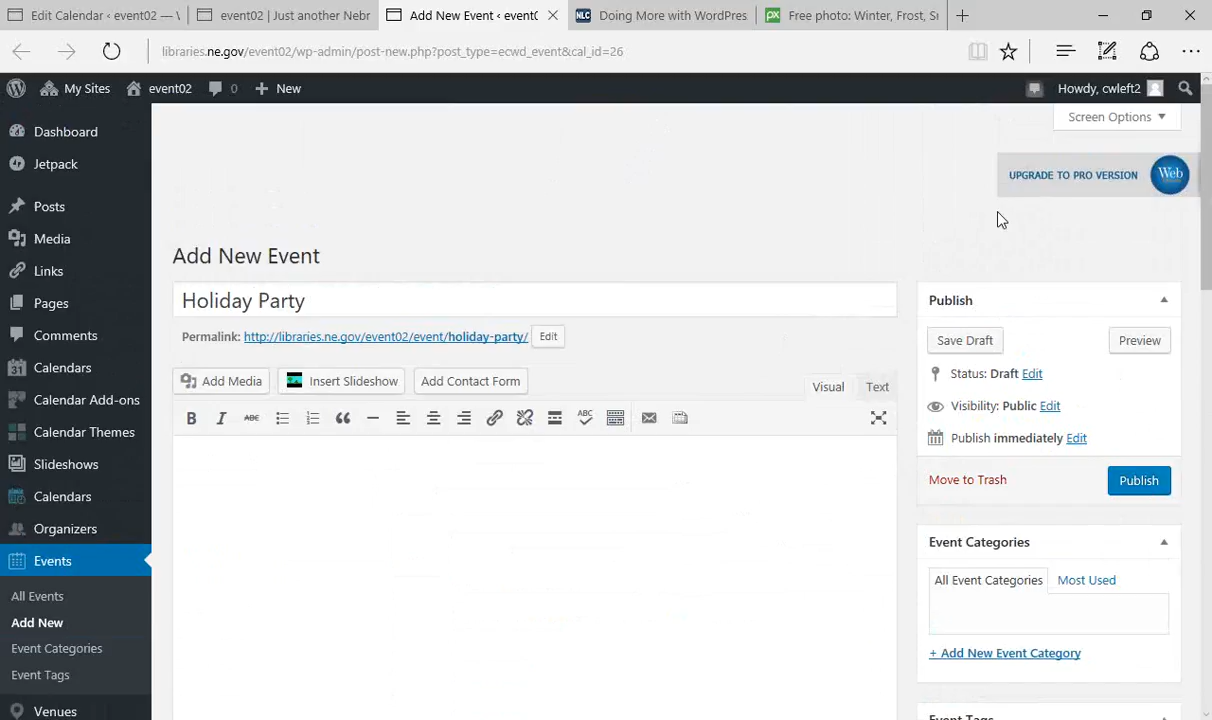 Edit Calendar ‹ event02 — \
event02 | Just another Nebr
Add New Event ‹ event0
NLC Doing More with WordPres
px Free photo: Winter, Frost, Su
libraries.ne.gov/event02/wp-admin/post-new.php?post_type=ecwd_event&cal_id=26
My Sites
event02
0
New
Howdy, cwleft2
Dashboard
Jetpack
Posts
Media
Links
Pages
Comments
Calendars
Calendar Add-ons
Calendar Themes
Slideshows
Calendars
Organizers
Events
All Events
Add New
Event Categories
Event Tags
Venues
Screen Options
UPGRADE TO PRO VERSION
Web
Add New Event
Holiday Party
Permalink: http://libraries.ne.gov/event02/event/holiday-party/ Edit
Add Media
Insert Slideshow
Add Contact Form
Visual
Text
B I ABC ABC
Publish
Save Draft
Preview
Status: Draft Edit
Visibility: Public Edit
Publish immediately Edit
Move to Trash
Publish
Event Categories
All Event Categories
Most Used
+ Add New Event Category
Event Tags